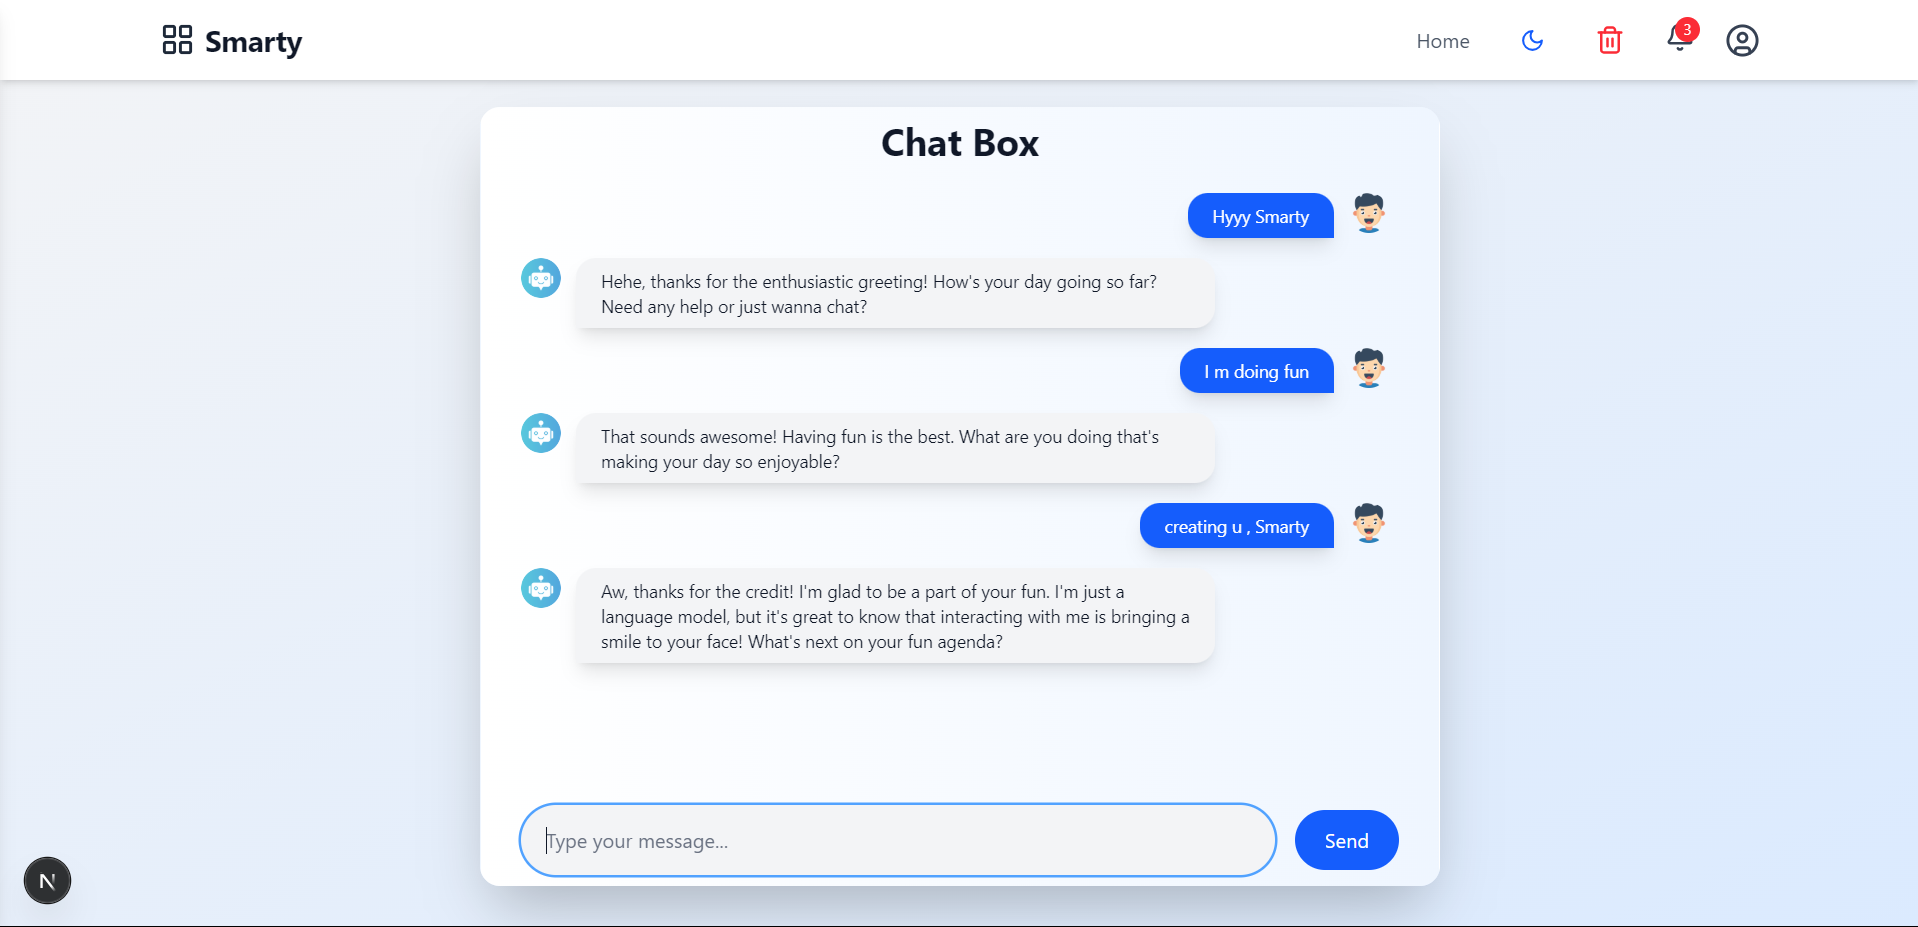 Smarty
Home
3
Chat Box
Hyyy Smarty
Hehe, thanks for the enthusiastic greeting! How's your day going so far?
Need any help or just wanna chat?
I m doing fun
That sounds awesome! Having fun is the best. What are you doing that's
making your day so enjoyable?
creating u , Smarty
Aw, thanks for the credit! I'm glad to be a part of your fun. I'm just a
language model, but it's great to know that interacting with me is bringing a
smile to your face! What's next on your fun agenda?
Type your message...
Send
N